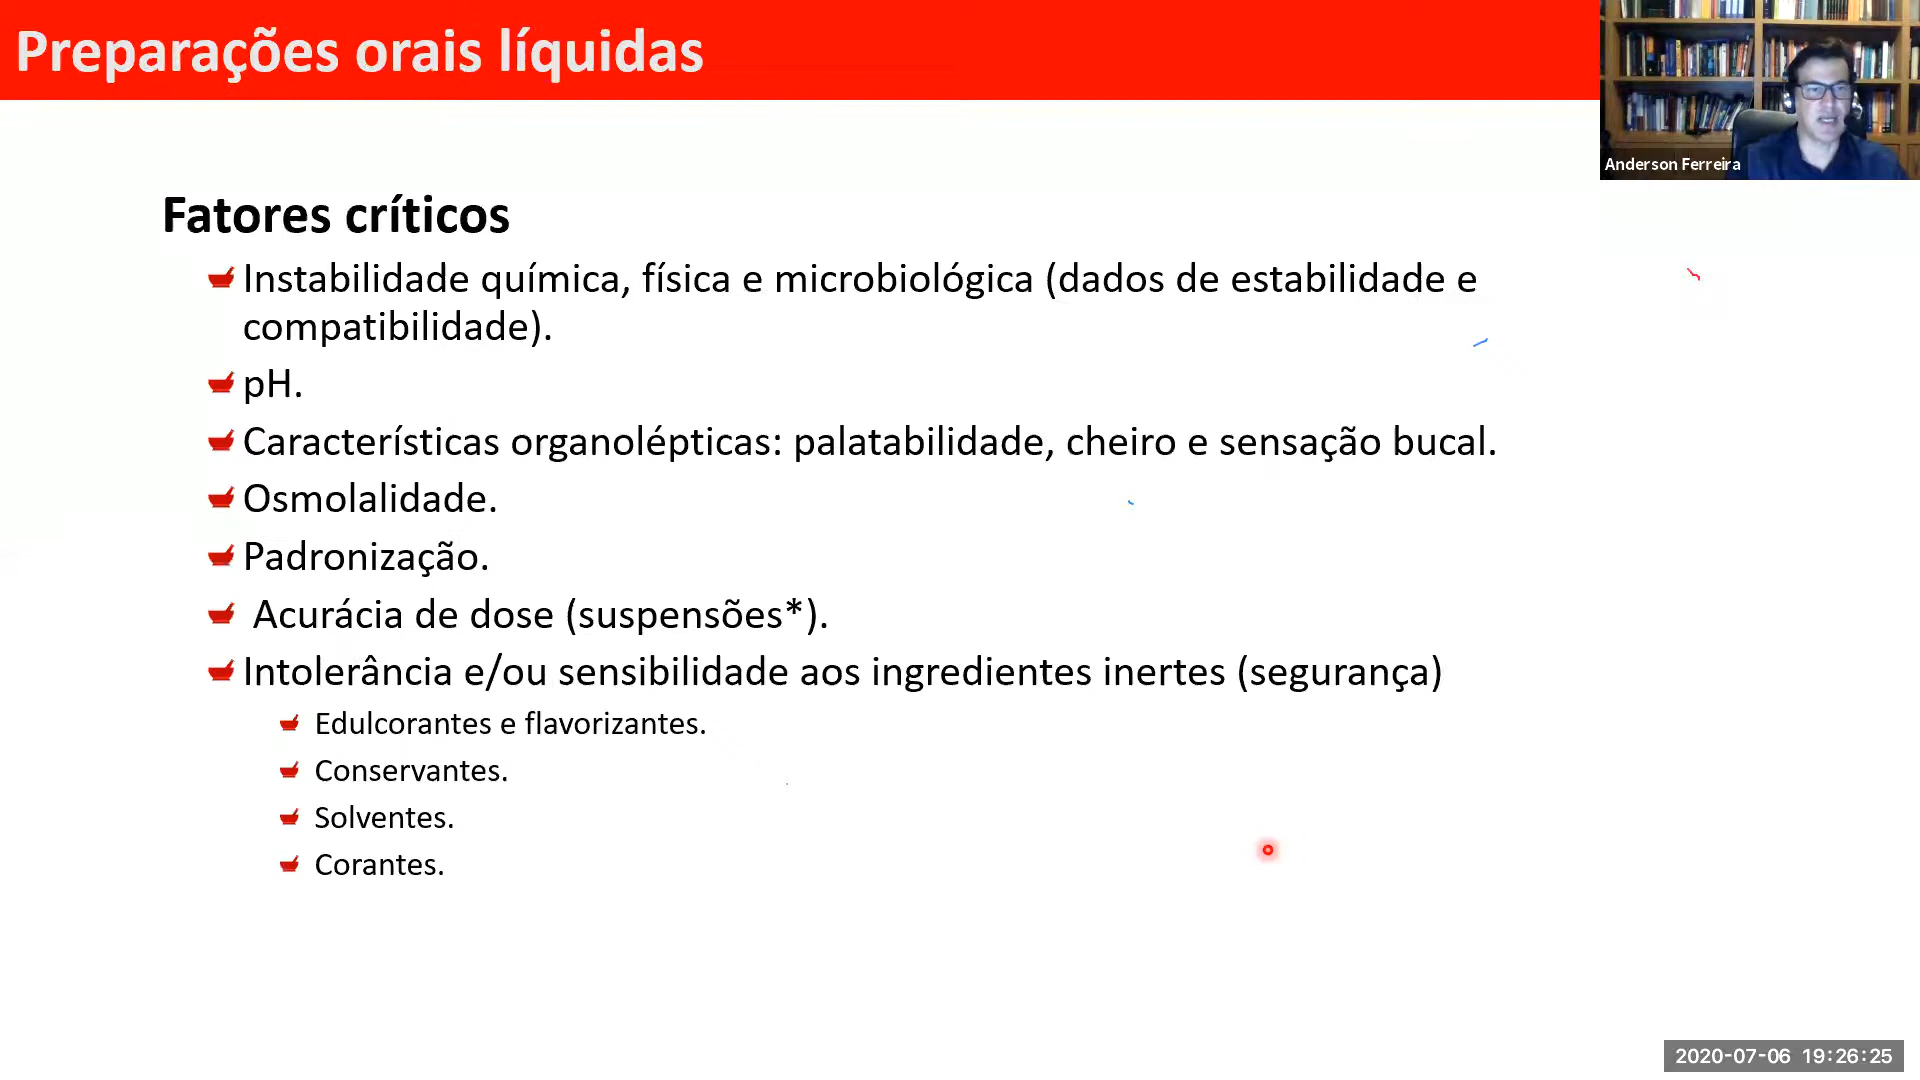 Preparações orais líquidas
Anderson Ferreira
Fatores críticos
Instabilidade química, física e microbiológica (dados de estabilidade e
compatibilidade).
pH.
Características organolépticas: palatabilidade, cheiro e sensação bucal.
Osmolalidade.
Padronização.
Acurácia de dose (suspensões*).
Intolerância e/ou sensibilidade aos ingredientes inertes (segurança)
Edulcorantes e flavorizantes.
Conservantes.
Solventes.
Corantes.
2020-07-06 19:26:25